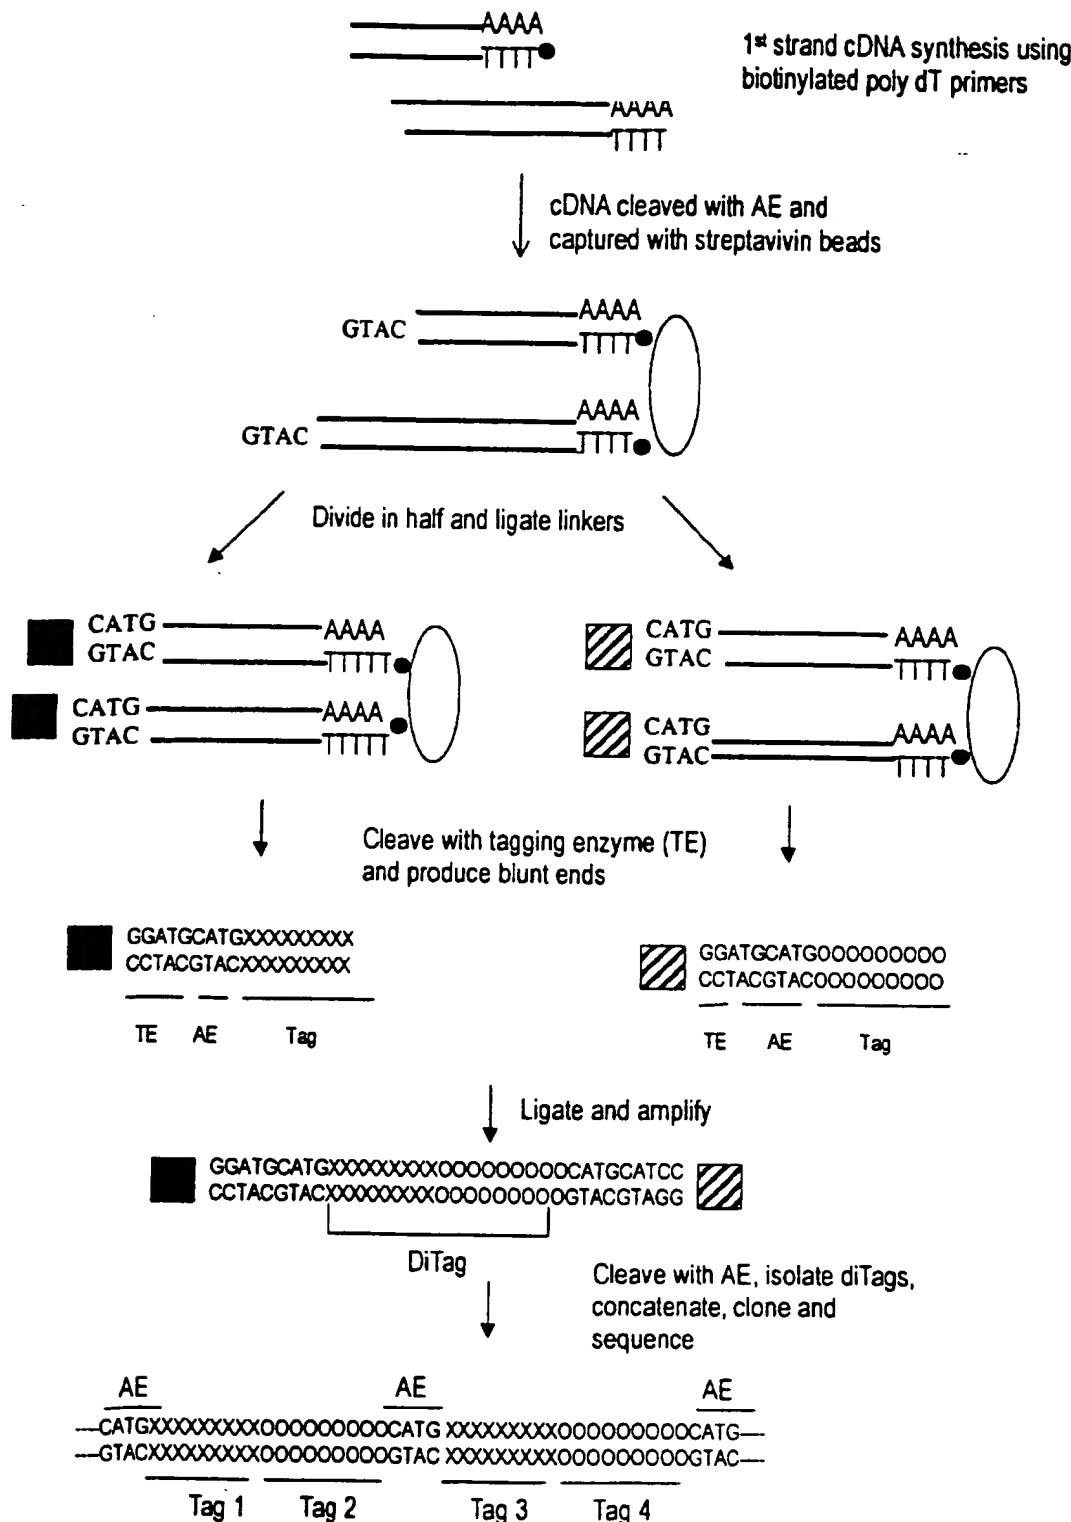 AAAA
TTTT
1st strand cDNA synthesis using
biotinylated poly dT primers
AAAA
TTTT
cDNA cleaved with AE and
captured with streptavivin beads
AAAA
GTAC
TTTT
AAAA
GTAC
TTTT
Divide in half and ligate linkers
CATG AAAA
GTAC TTTTT
CATG AAAA
GTAC TTTTT
CATG AAAA
GTAC TTTT
CATG AAAA
GTAC TTTT
Cleave with tagging enzyme (TE)
and produce blunt ends
GGATGCATGXXXXXXXXX
CCTACGTACXXXXXXXXX
TE AE Tag
GGATGCATGOOOOOOOOO
CCTACGTACOOOOOOOOO
TE AE Tag
Ligate and amplify
GGATGCATGXXXXXXXXXOOOOOOOOOCATGCATCC
CCTACGTACXXXXXXXXXOOOOOOOOOGTACGTAGG
DiTag
Cleave with AE, isolate diTags,
concatenate, clone and
sequence
AE AE AE
—CATGXXXXXXXXXOOOOOOOOOCATG XXXXXXXXXOOOOOOOOOCATG—
—GTACXXXXXXXXXOOOOOOOOOGTAC XXXXXXXXXOOOOOOOOOGTAC—
Tag 1 Tag 2 Tag 3 Tag 4